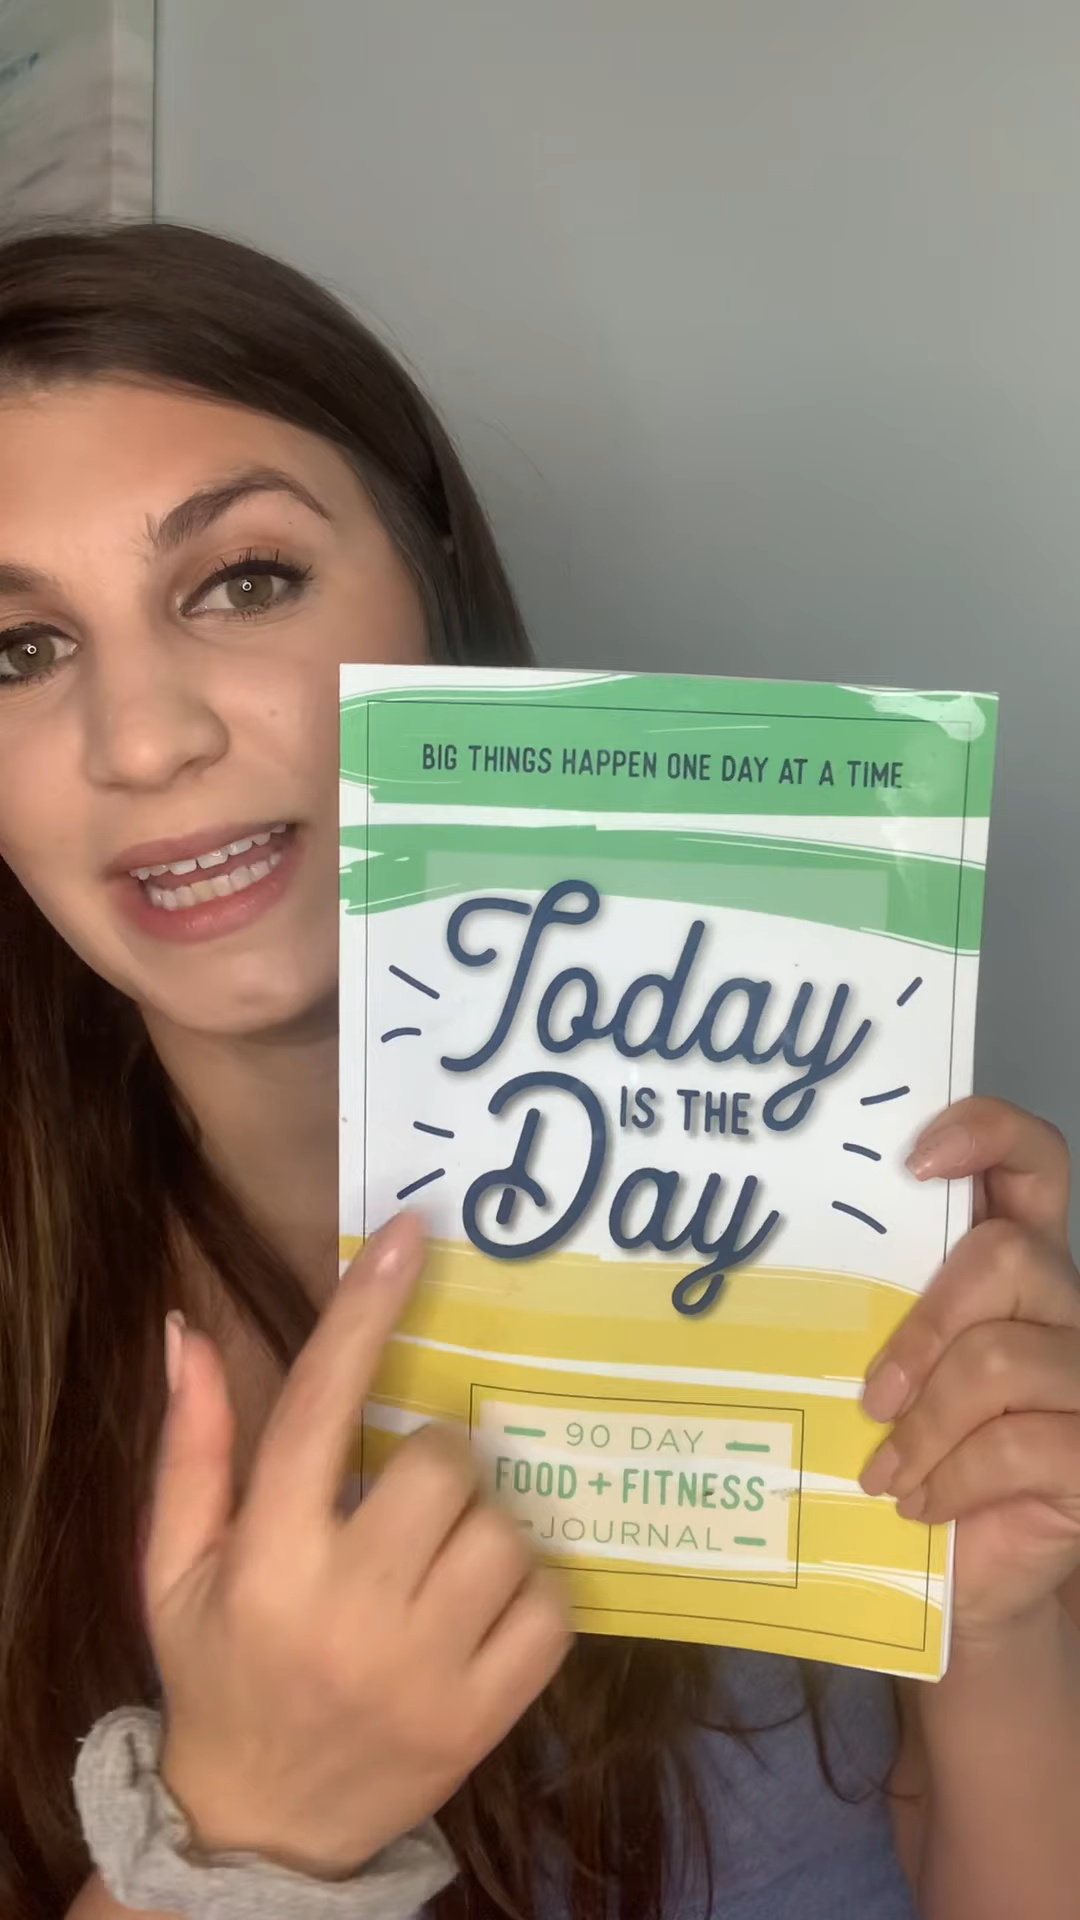 BIG THINGS HAPPEN ONE DAY AT A TIME
Today
IS THE
Day
90 DAY
FOOD + FITNESS
JOURNAL